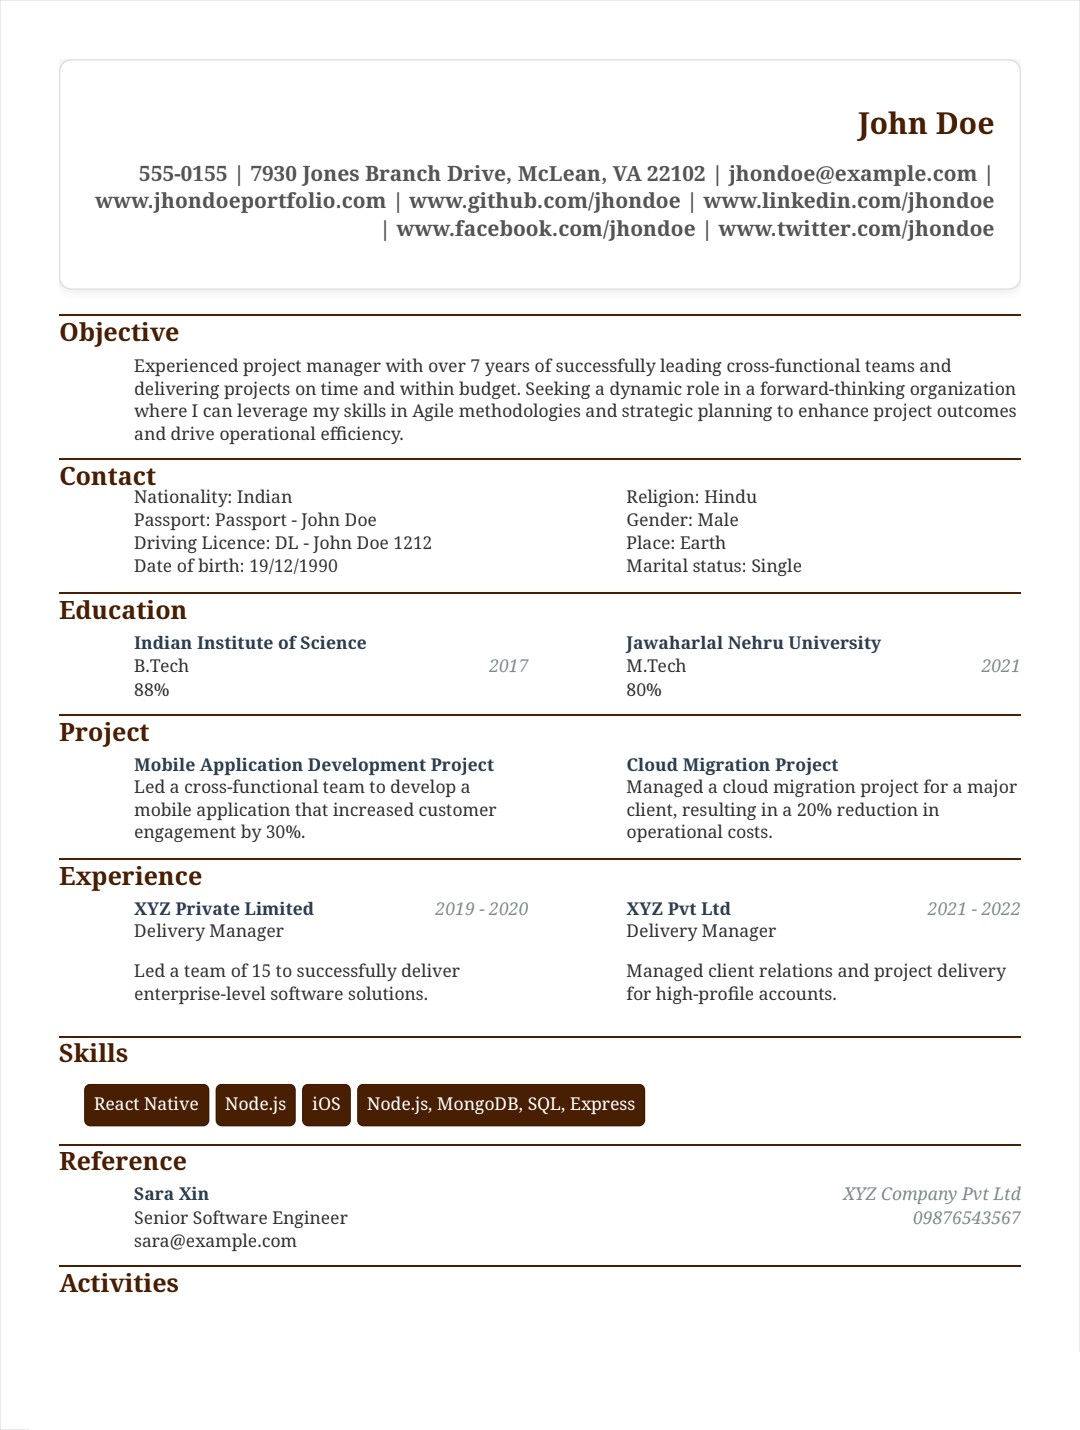 John Doe
555-0155 | 7930 Jones Branch Drive, McLean, VA 22102 | jhondoe@example.com |
www.jhondoeportfolio.com | www.github.com/jhondoe | www.linkedin.com/jhondoe
| www.facebook.com/jhondoe | www.twitter.com/jhondoe
Objective
Experienced project manager with over 7 years of successfully leading cross-functional teams and
delivering projects on time and within budget. Seeking a dynamic role in a forward-thinking organization
where I can leverage my skills in Agile methodologies and strategic planning to enhance project outcomes
and drive operational efficiency.
Contact
Nationality: Indian
Passport: Passport - John Doe
Driving Licence: DL - John Doe 1212
Date of birth: 19/12/1990
Religion: Hindu
Gender: Male
Place: Earth
Marital status: Single
Education
Indian Institute of Science
B.Tech 2017
88%
Jawaharlal Nehru University
M.Tech 2021
80%
Project
Mobile Application Development Project
Led a cross-functional team to develop a
mobile application that increased customer
engagement by 30%.
Cloud Migration Project
Managed a cloud migration project for a major
client, resulting in a 20% reduction in
operational costs.
Experience
XYZ Private Limited 2019 - 2020
Delivery Manager
Led a team of 15 to successfully deliver
enterprise-level software solutions.
XYZ Pvt Ltd 2021 - 2022
Delivery Manager
Managed client relations and project delivery
for high-profile accounts.
Skills
React Native Node.js iOS Node.js, MongoDB, SQL, Express
Reference
Sara Xin XYZ Company Pvt Ltd
Senior Software Engineer 09876543567
sara@example.com
Activities